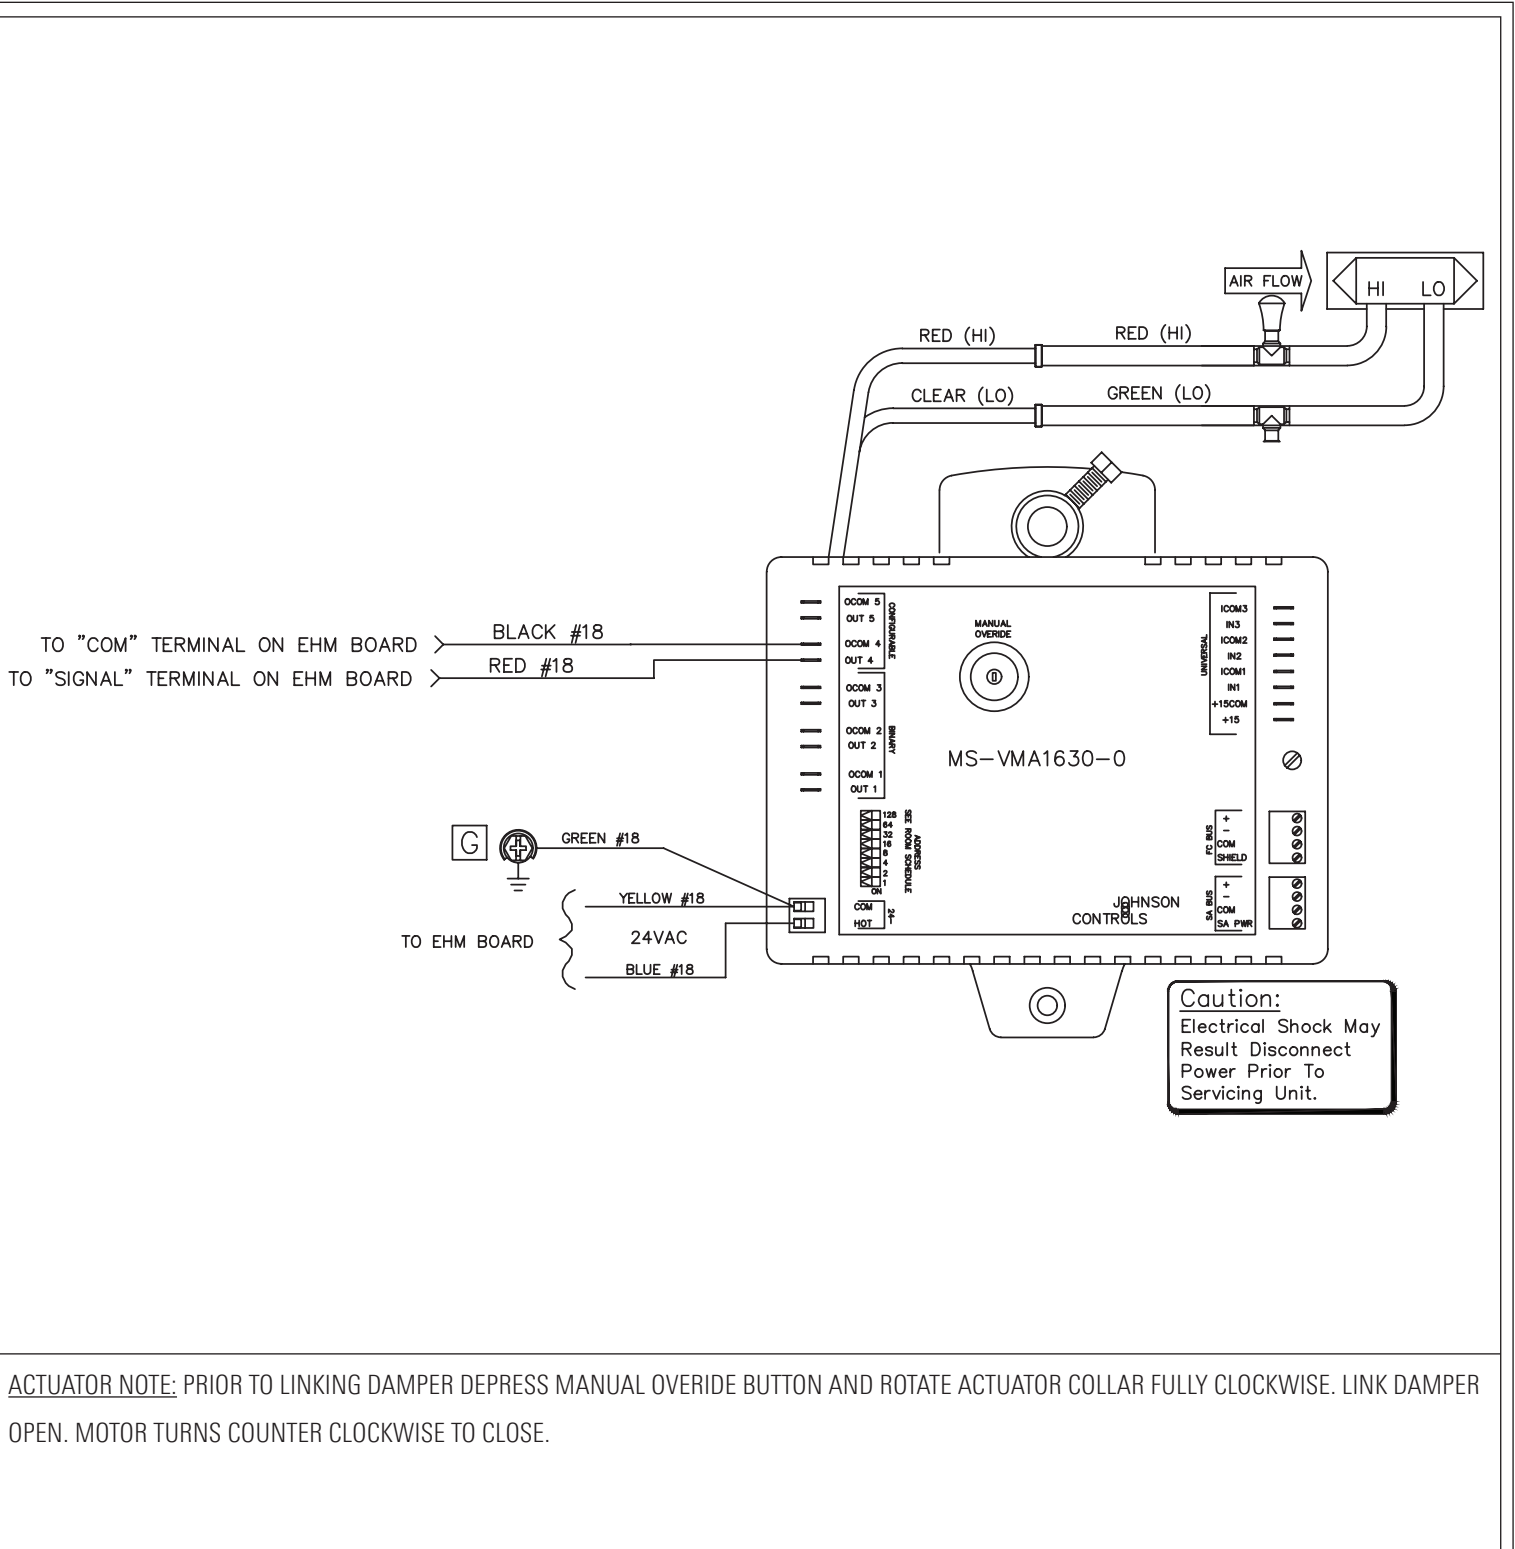 AIR FLOW
HI LO
RED (HI) RED (HI)
CLEAR (LO) GREEN (LO)
TO "COM" TERMINAL ON EHM BOARD
BLACK #18
TO "SIGNAL" TERMINAL ON EHM BOARD
RED #18
OCOM 5
OUT 5
OCOM 4
OUT 4
CONFIGURABLE
OCOM 3
OUT 3
OCOM 2
OUT 2
OCOM 1
OUT 1
BINARY
MANUAL
OVERIDE
MS-VMA1630-0
UNIVERSAL
ICOM3
IN3
ICOM2
IN2
ICOM1
IN1
+15COM
+15
128
64
32
16
8
4
2
1
ON
ADDRESS
SEE ROOM SCHEDULE
COM
HOT
24~
FC BUS
+
-
COM
SHIELD
SA BUS
+
-
COM
SA PWR
JOHNSON
CONTROLS
G
GREEN #18
YELLOW #18
24VAC
BLUE #18
TO EHM BOARD
Caution:
Electrical Shock May
Result Disconnect
Power Prior To
Servicing Unit.
ACTUATOR NOTE: PRIOR TO LINKING DAMPER DEPRESS MANUAL OVERIDE BUTTON AND ROTATE ACTUATOR COLLAR FULLY CLOCKWISE. LINK DAMPER
OPEN. MOTOR TURNS COUNTER CLOCKWISE TO CLOSE.